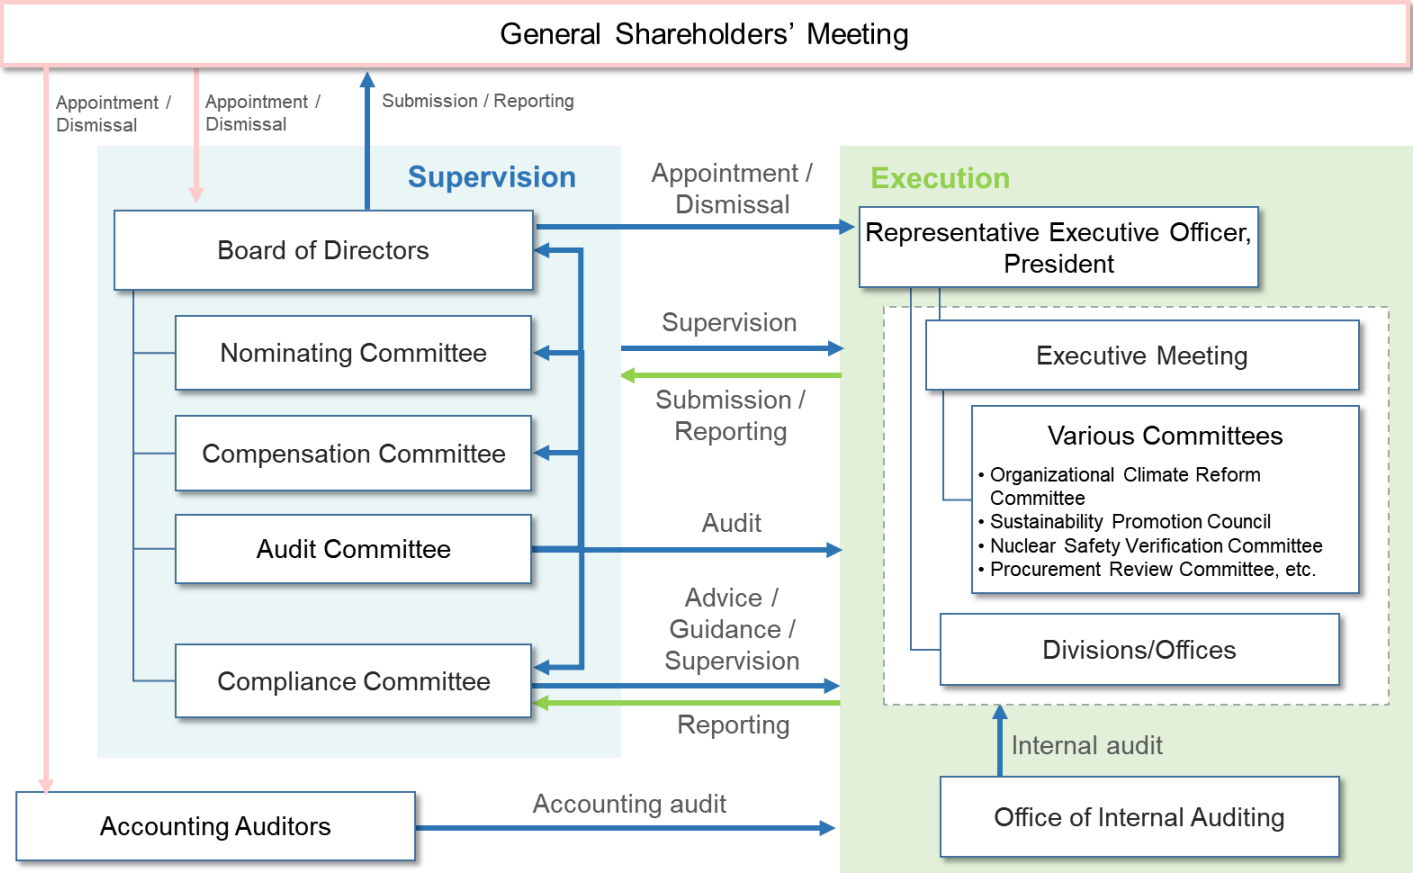 General Shareholders’ Meeting
Appointment /
Dismissal
Appointment /
Dismissal
Submission / Reporting
Supervision
Appointment /
Dismissal
Execution
Board of Directors
Representative Executive Officer,
President
Nominating Committee
Supervision
Executive Meeting
Submission /
Reporting
Compensation Committee
Various Committees
• Organizational Climate Reform
Committee
• Sustainability Promotion Council
• Nuclear Safety Verification Committee
• Procurement Review Committee, etc.
Audit Committee
Audit
Advice /
Guidance /
Supervision
Divisions/Offices
Compliance Committee
Reporting
Internal audit
Accounting Auditors
Accounting audit
Office of Internal Auditing